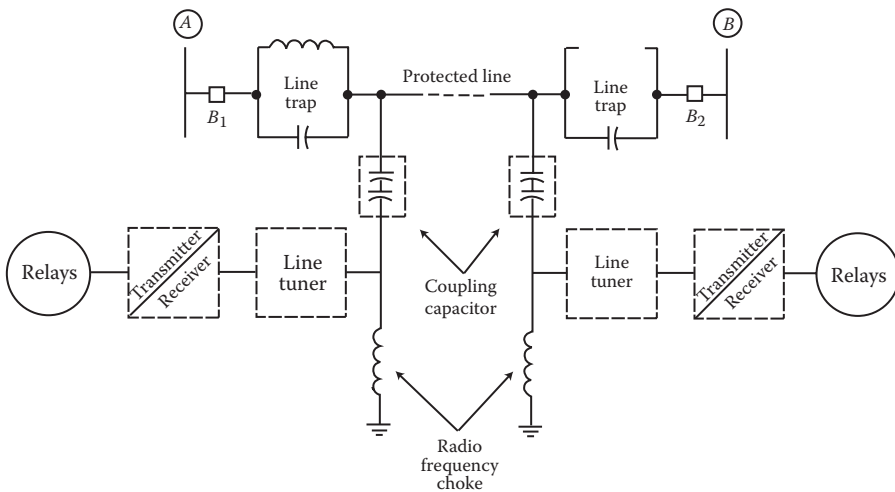 A
B
Line
trap
Protected line
Line
trap
B1
B2
Relays
Transmitter
Receiver
Line
tuner
Coupling
capacitor
Line
tuner
Transmitter
Receiver
Relays
Radio
frequency
choke